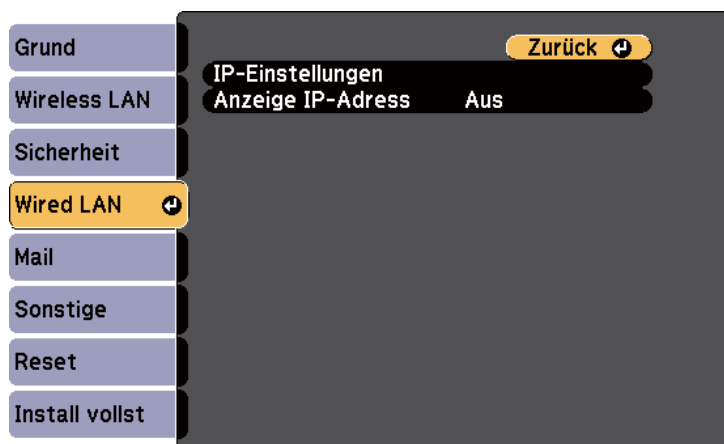 Grund
Wireless LAN
Sicherheit
Wired LAN
Mail
Sonstige
Reset
Install vollst
Zurück
IP-Einstellungen
Anzeige IP-Adress Aus